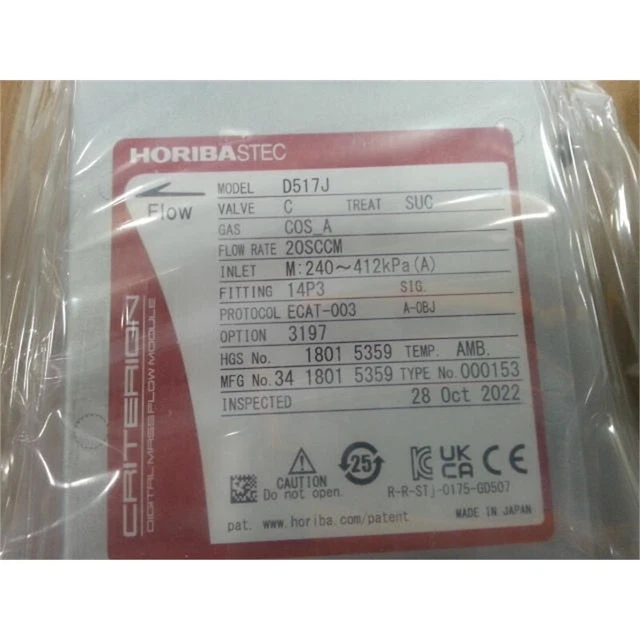 HORIBASTEC
Flow
MODEL D517J
VALVE C TREAT SUC
GAS COS_A
FLOW RATE 20SCCM
INLET M:240～412kPa(A)
FITTING 14P3 SIG.
PROTOCOL ECAT-003 A-OBJ
OPTION 3197
HGS No. 1801 5359 TEMP. AMB.
MFG No.34 1801 5359 TYPE No.000153
INSPECTED 28 Oct 2022
CRITERION
DIGITAL MASS FLOW MODULE
CAUTION
Do not open.
25
UK
CA
CE
R-R-STj-0175-GD507
pat. www.horiba.com/patent
MADE IN JAPAN